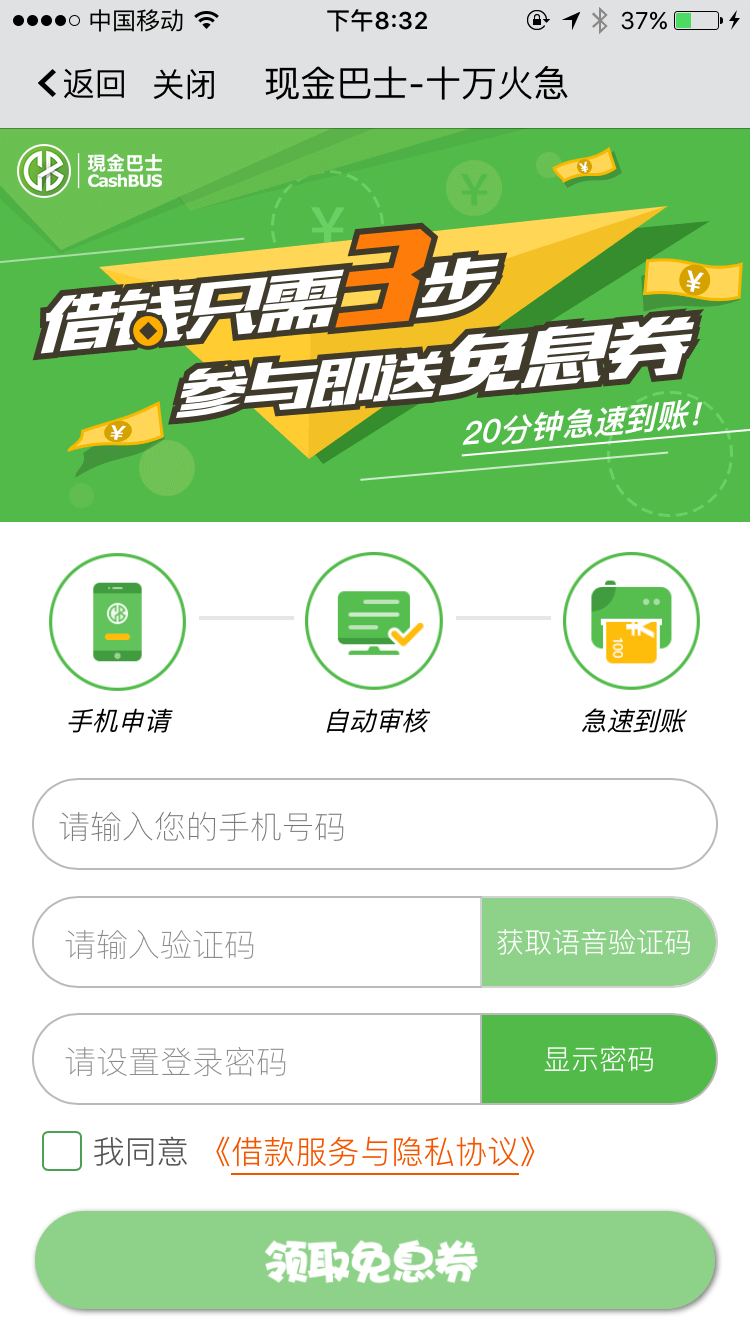 中国移动 下午8:32 37%
返回 关闭 现金巴士-十万火急
現金巴士
CashBUS
借钱只需3步
参与即送免息券
20分钟急速到账!
100
手机申请 自动审核 急速到账
请输入您的手机号码
请输入验证码 获取语音验证码
请设置登录密码 显示密码
我同意 《借款服务与隐私协议》
领取免息券